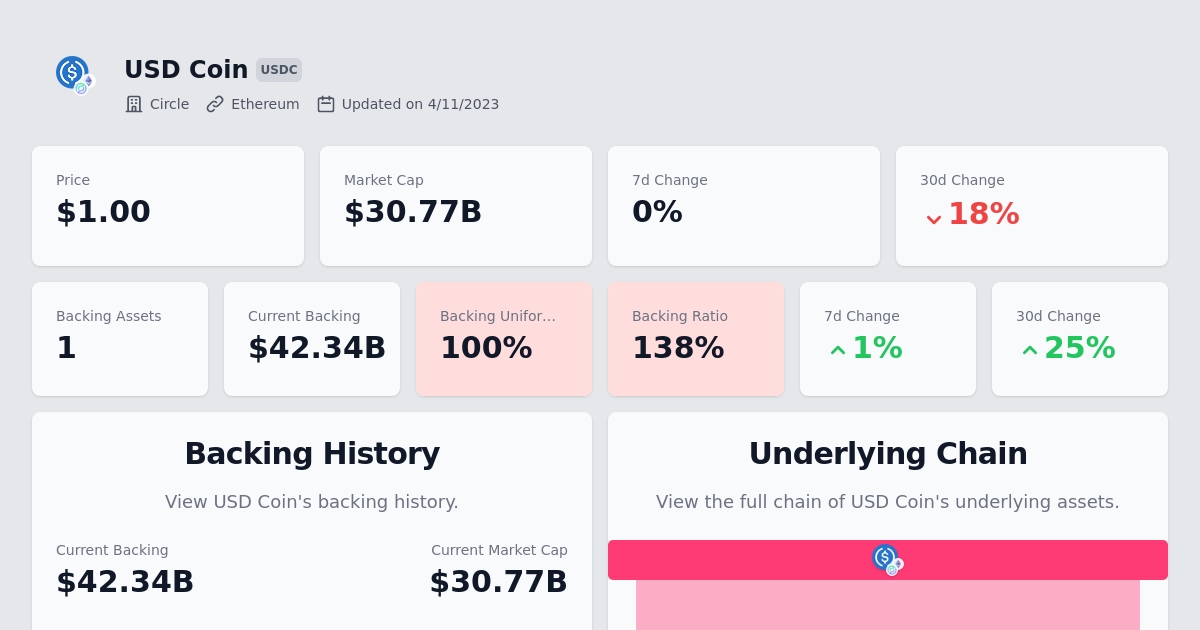 USD Coin USDC
Circle Ethereum Updated on 4/11/2023
Price
$1.00
Market Cap
$30.77B
7d Change
0%
30d Change
18%
Backing Assets
1
Current Backing
$42.34B
Backing Unifor...
100%
Backing Ratio
138%
7d Change
1%
30d Change
25%
Backing History
View USD Coin's backing history.
Current Backing
$42.34B
Current Market Cap
$30.77B
Underlying Chain
View the full chain of USD Coin's underlying assets.